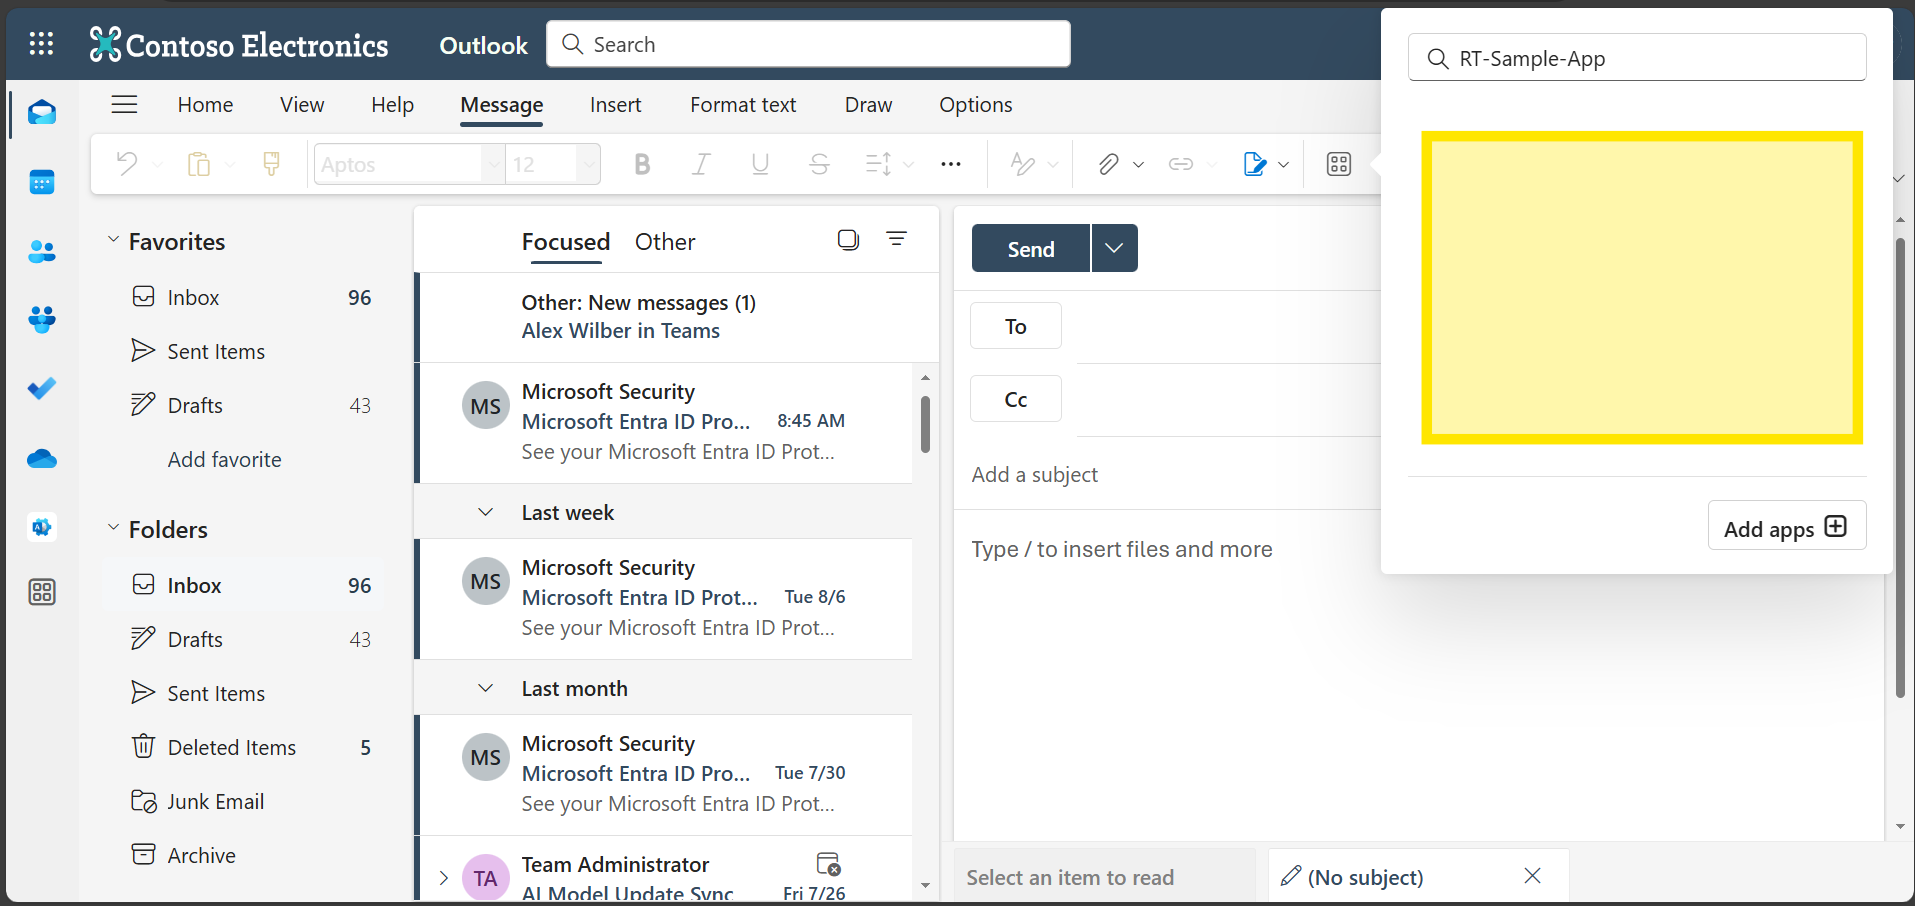 Contoso Electronics
Outlook
Search
RT-Sample-App
Home
View
Help
Message
Insert
Format text
Draw
Options
Aptos
12
Favorites
Inbox 96
Sent Items
Drafts 43
Add favorite
Folders
Inbox 96
Drafts 43
Sent Items
Deleted Items 5
Junk Email
Archive
Focused
Other
Other: New messages (1)
Alex Wilber in Teams
MS
Microsoft Security
Microsoft Entra ID Pro... 8:45 AM
See your Microsoft Entra ID Prot...
Last week
MS
Microsoft Security
Microsoft Entra ID Prot... Tue 8/6
See your Microsoft Entra ID Prot...
Last month
MS
Microsoft Security
Microsoft Entra ID Pro... Tue 7/30
See your Microsoft Entra ID Prot...
TA
Team Administrator
AI Model Update Sync Fri 7/26
Send
To
Cc
Add a subject
Type / to insert files and more
Add apps
Select an item to read
(No subject)